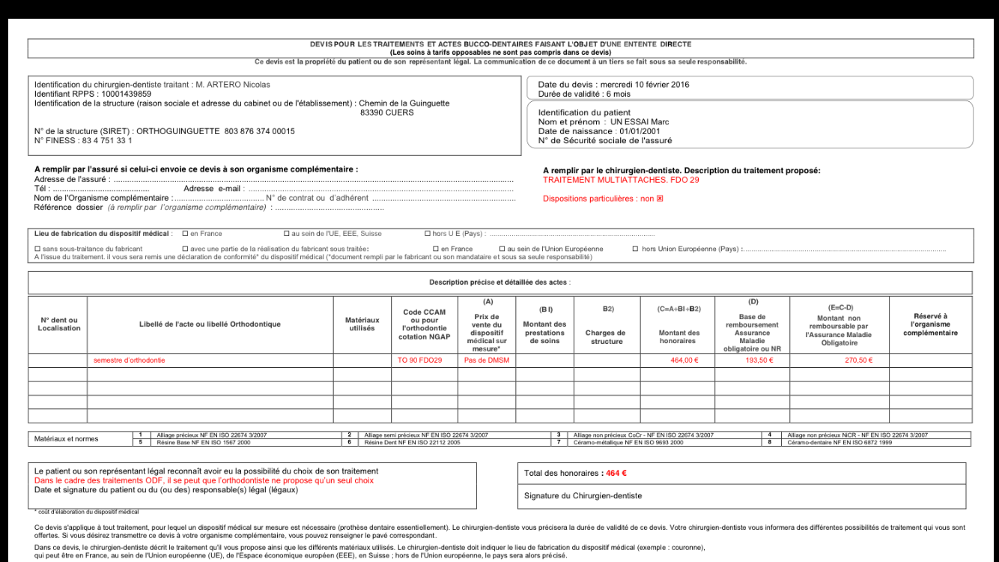 DEVIS POUR LES TRAITEMENTS ET ACTES BUCCO-DENTAIRES FAISANT L'OBJET D'UNE ENTENTE DIRECTE
(Les soins à tarifs opposables ne sont pas compris dans ce devis)
Ce devis est la propriété du patient ou de son représentant légal. La communication de ce document à un tiers se fait sous sa seule responsabilité.
Identification du chirurgien-dentiste traitant : M. ARTERO Nicolas
Identifiant RPPS : 10001439859
Identification de la structure (raison sociale et adresse du cabinet ou de l'établissement) : Chemin de la Guinguette
83390 CUERS
N° de la structure (SIRET) : ORTHOGUINGUETTE 803 876 374 00015
N° FINESS : 83 4 751 33 1
Date du devis : mercredi 10 février 2016
Durée de validité : 6 mois
Identification du patient
Nom et prénom : UN ESSAI Marc
Date de naissance : 01/01/2001
N° de Sécurité sociale de l'assuré
A remplir par l'assuré si celui-ci envoie ce devis à son organisme complémentaire :
Adresse de l'assuré : ........
Tél : ........ Adresse e-mail : ........
Nom de l'Organisme complémentaire : ........ N° de contrat ou d'adhérent ........
Référence dossier (à remplir par l'organisme complémentaire) : ........
A remplir par le chirurgien-dentiste. Description du traitement proposé:
TRAITEMENT MULTIATTACHES. FDO 29
Dispositions particulières : non ☒
Lieu de fabrication du dispositif médical : ☐ en France ☐ au sein de l'UE, EEE, Suisse ☐ hors U E (Pays) : ........
☐ sans sous-traitance du fabricant ☐ avec une partie de la réalisation du fabricant sous traitée: ☐ en France ☐ au sein de l'Union Européenne ☐ hors Union Européenne (Pays) :........
A l'issue du traitement. il vous sera remis une déclaration de conformité* du dispositif médical (*document rempli par le fabricant ou son mandataire et sous sa seule responsabilité)
Description précise et détaillée des actes :
N° dent ou
Localisation
Libellé de l'acte ou libellé Orthodontique
Matériaux
utilisés
Code CCAM
ou pour
l'orthodontie
cotation NGAP
(A)
Prix de
vente du
dispositif
médical sur
mesure*
(B I)
Montant des
prestations
de soins
B2)
Charges de
structure
(C=A+BI+B2)
Montant des
honoraires
(D)
Base de
remboursement
Assurance
Maladie
obligatoire ou NR
(E=C-D)
Montant non
remboursable par
l'Assurance Maladie
Obligatoire
Réservé à
l'organisme
complémentaire
semestre d'orthodontie TO 90 FDO29 Pas de DMSM 464,00 € 193,50 € 270,50 €
Matériaux et normes
1 Alliage précieux NF EN ISO 22674 3/2007 2 Alliage semi précieux NF EN ISO 22674 3/2007 3 Alliage non précieux CoCr - NF EN ISO 22674 3/2007 4 Alliage non précieux NiCR - NF EN ISO 22674 3/2007
5 Résine Base NF EN ISO 1567 2000 6 Résine Dent NF EN ISO 22112 2005 7 Céramo-métallique NF EN ISO 9693 2000 8 Céramo-dentaire NF EN ISO 6872 1999
Le patient ou son représentant légal reconnaît avoir eu la possibilité du choix de son traitement
Dans le cadre des traitements ODF, il se peut que l'orthodontiste ne propose qu'un seul choix
Date et signature du patient ou du (ou des) responsable(s) légal (légaux)
Total des honoraires : 464 €
Signature du Chirurgien-dentiste
* coût d'élaboration du dispositif médical
Ce devis s'applique à tout traitement, pour lequel un dispositif médical sur mesure est nécessaire (prothèse dentaire essentiellement). Le chirurgien-dentiste vous précisera la durée de validité de ce devis. Votre chirurgien-dentiste vous informera des différentes possibilités de traitement qui vous sont
offertes. Si vous désirez transmettre ce devis à votre organisme complémentaire, vous pouvez renseigner le pavé correspondant.
Dans ce devis, le chirurgien-dentiste décrit le traitement qu'il vous propose ainsi que les différents matériaux utilisés. Le chirurgien-dentiste doit indiquer le lieu de fabrication du dispositif médical (exemple : couronne),
qui peut être en France, au sein de l'Union européenne (UE), de l'Espace économique européen (EEE), en Suisse ; hors de l'Union européenne, le pays sera alors précisé.